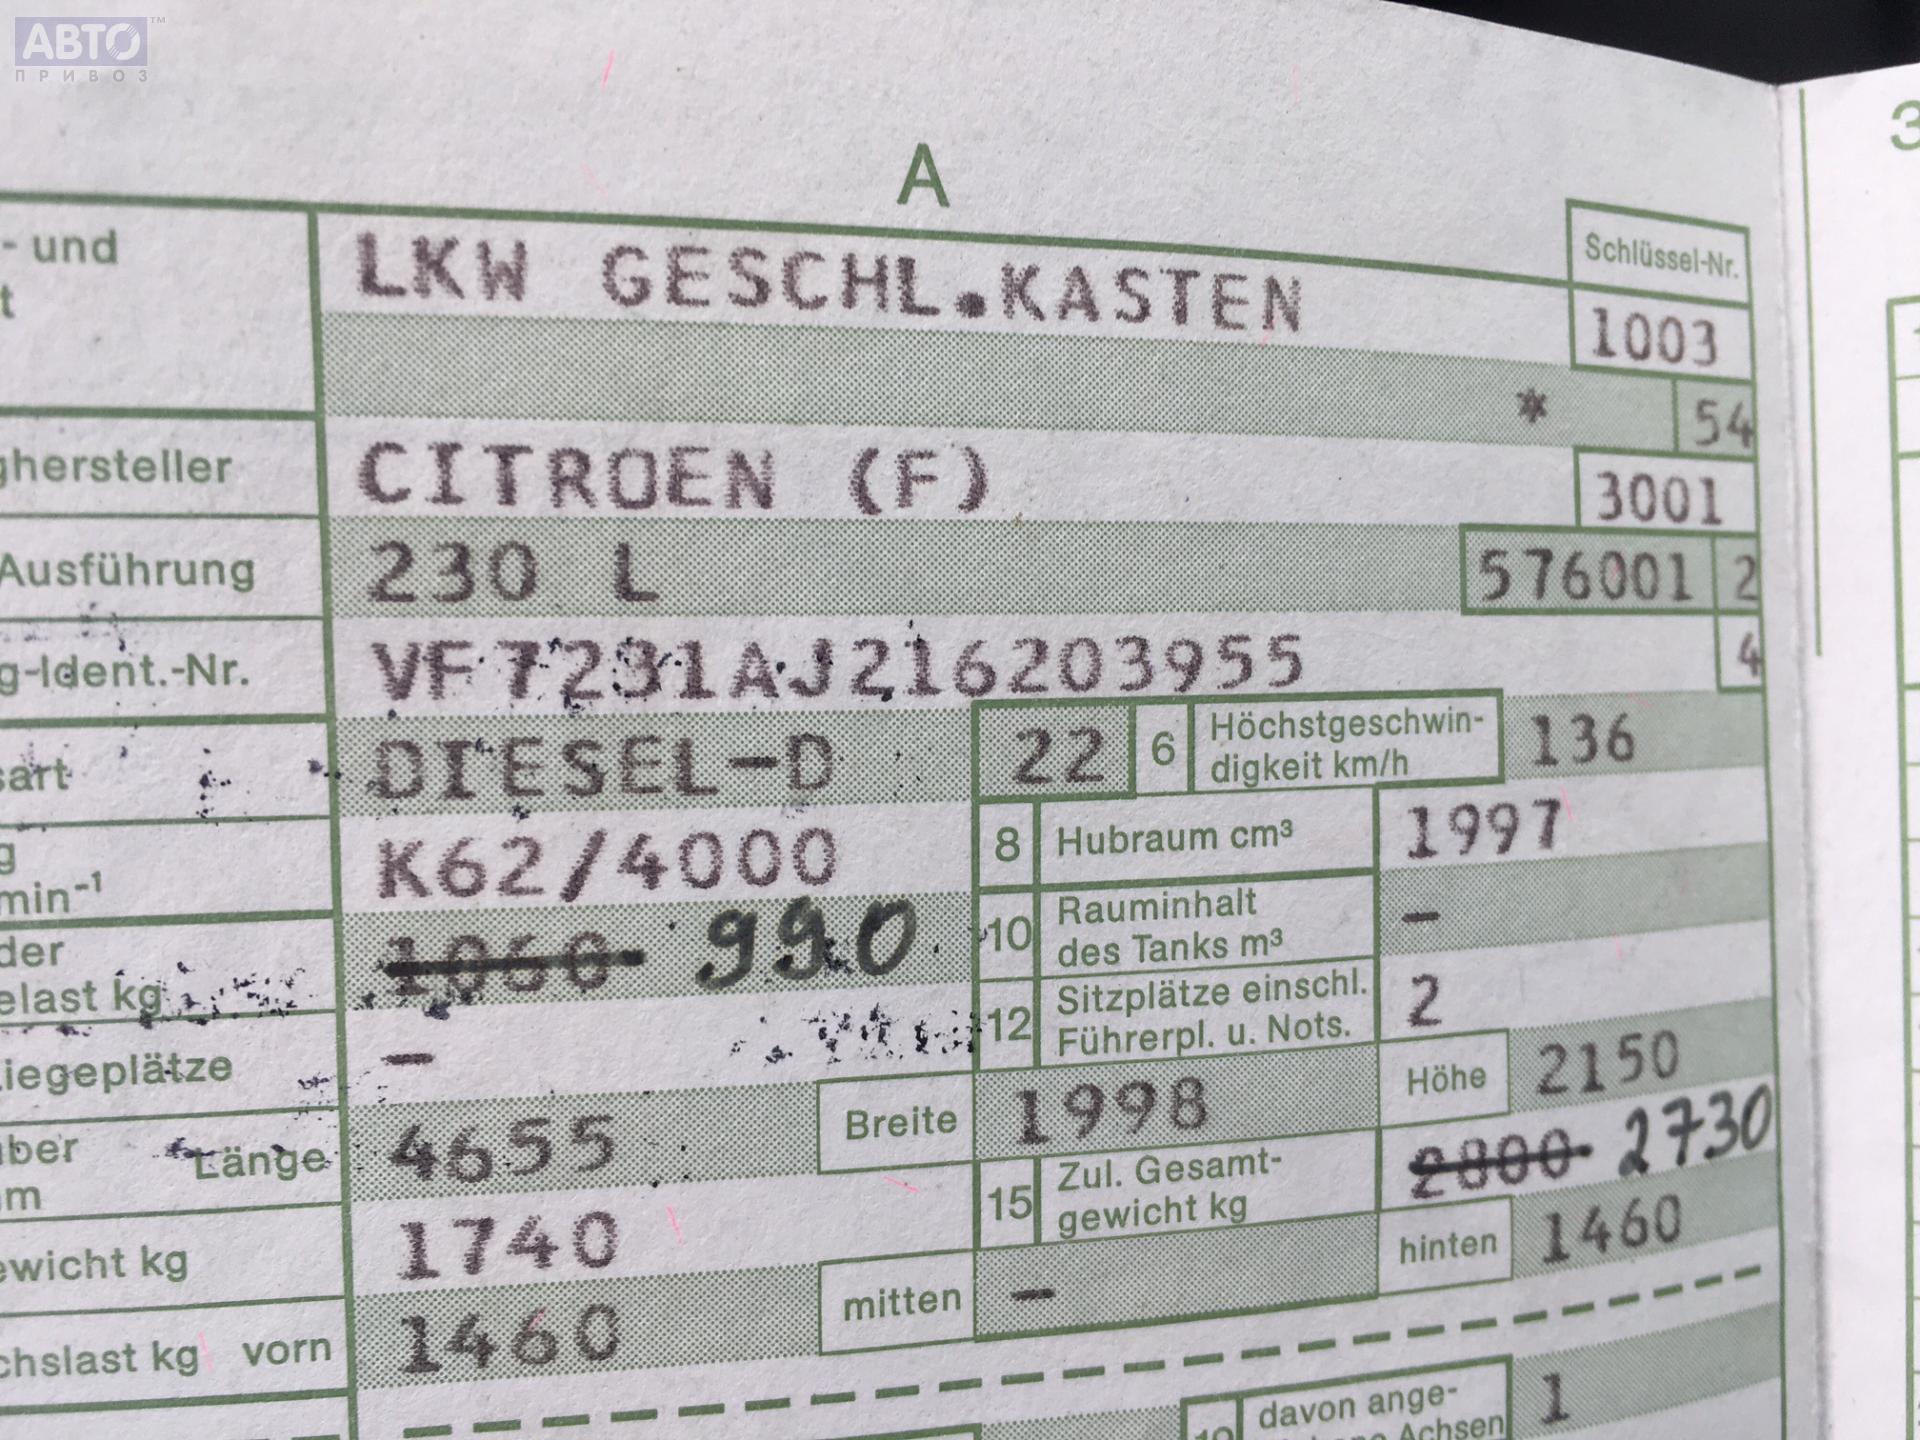 АВТО™
ПРИВОЗ
3
A
- und
t
LKW GESCHL.KASTEN
Schlüssel-Nr.
1003
* 54
ghersteller CITROEN (F) 3001
Ausführung 230 L 576001 2
g-Ident.-Nr. VF7231AJ216203955 4
sart DIESEL-D 22 6 Höchstgeschwin-
digkeit km/h 136
g
min⁻¹ K62/4000 8 Hubraum cm³ 1997
der
elast kg 1060 990 10 Rauminhalt
des Tanks m³ –
Liegeplätze – 12 Sitzplätze einschl.
Führerpl. u. Nots. 2
über
m Länge 4655 Breite 1998 Höhe 2150
ewicht kg 1740 15 Zul. Gesamt-
gewicht kg 2800 2730
chslast kg vorn 1460 mitten – hinten 1460
davon ange-
Achsen 1